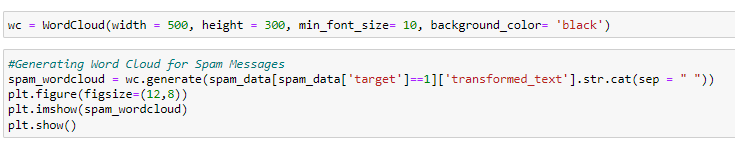 wc = WordCloud(width = 500, height = 300, min_font_size= 10, background_color= 'black')
#Generating Word Cloud for Spam Messages
spam_wordcloud = wc.generate(spam_data[spam_data['target']==1]['transformed_text'].str.cat(sep = " "))
plt.figure(figsize=(12,8))
plt.imshow(spam_wordcloud)
plt.show()